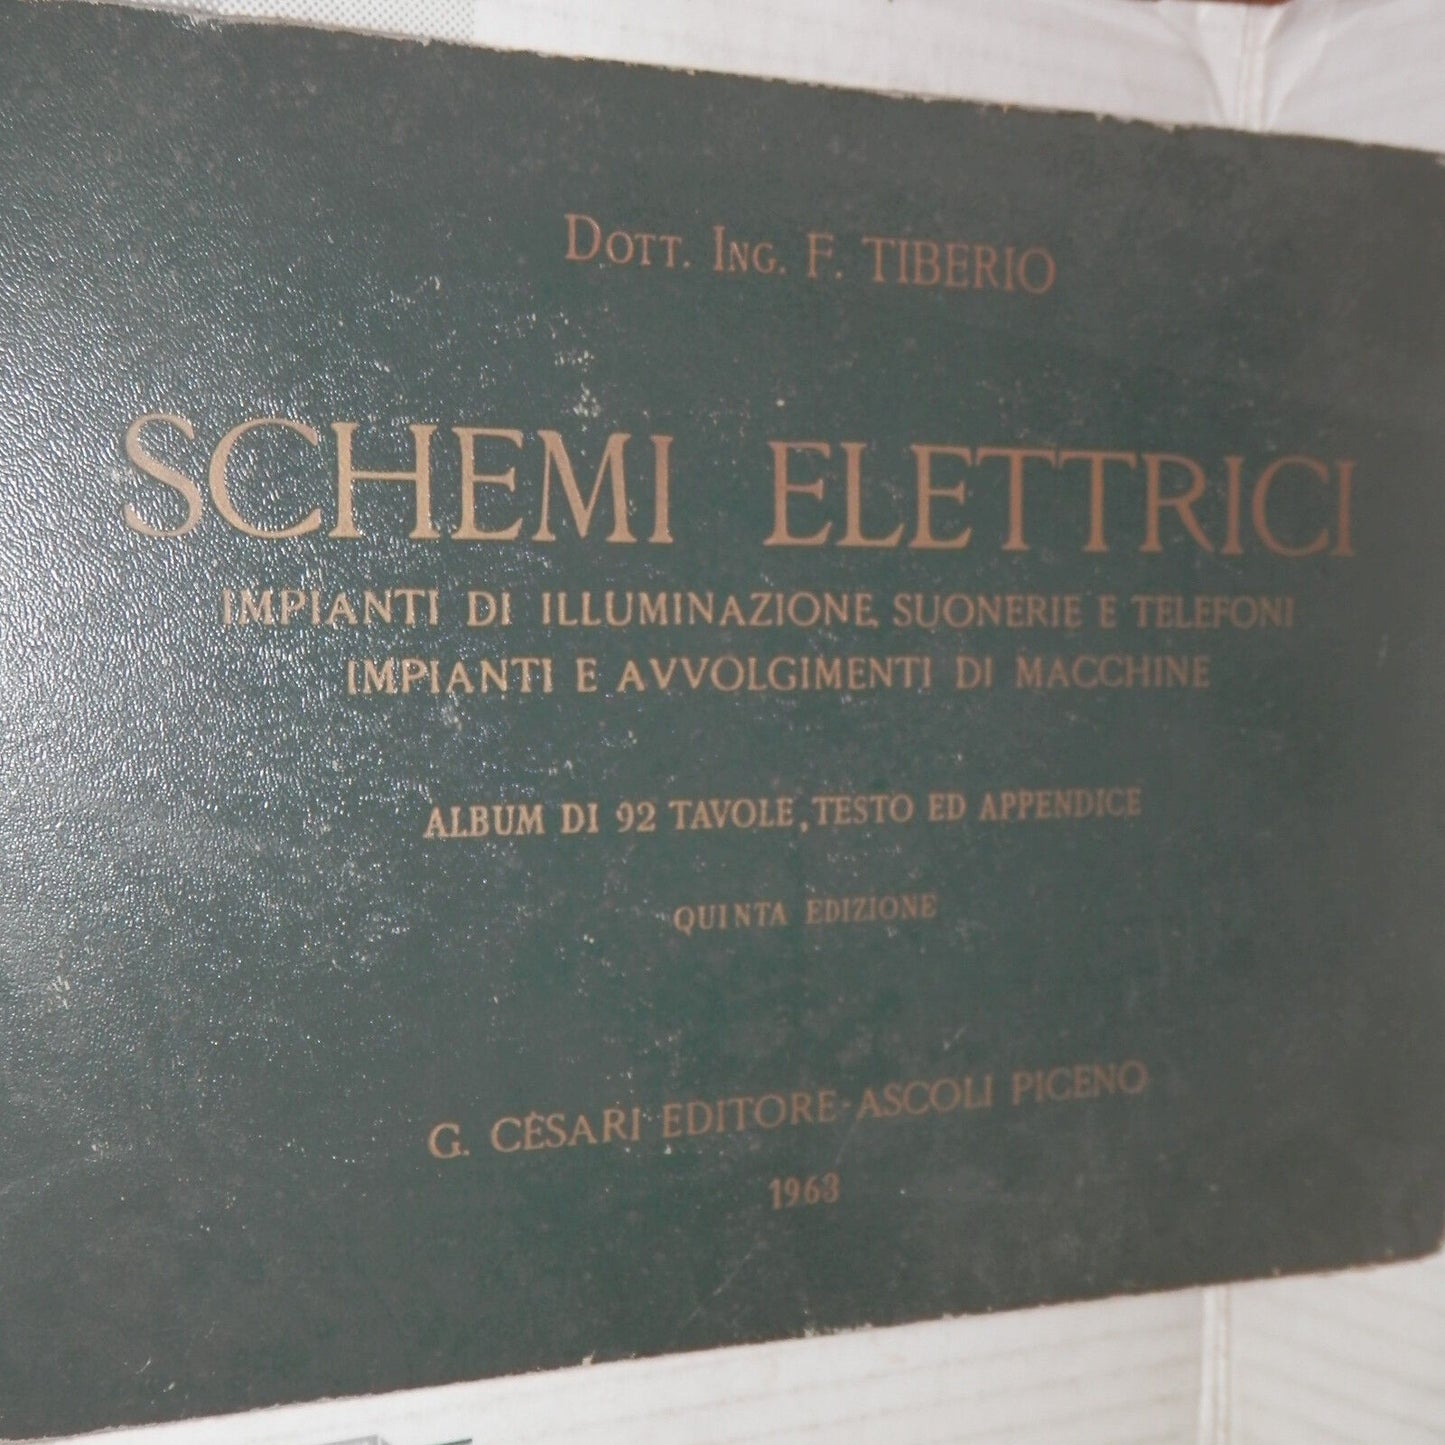 DOTT. ING. F. TIBERIO
SCHEMI ELETTRICI
IMPIANTI DI ILLUMINAZIONE, SUONERIE E TELEFONI
IMPIANTI E AVVOLGIMENTI DI MACCHINE
ALBUM DI 92 TAVOLE, TESTO ED APPENDICE
QUINTA EDIZIONE
G. CESARI EDITORE-ASCOLI PICENO
1963